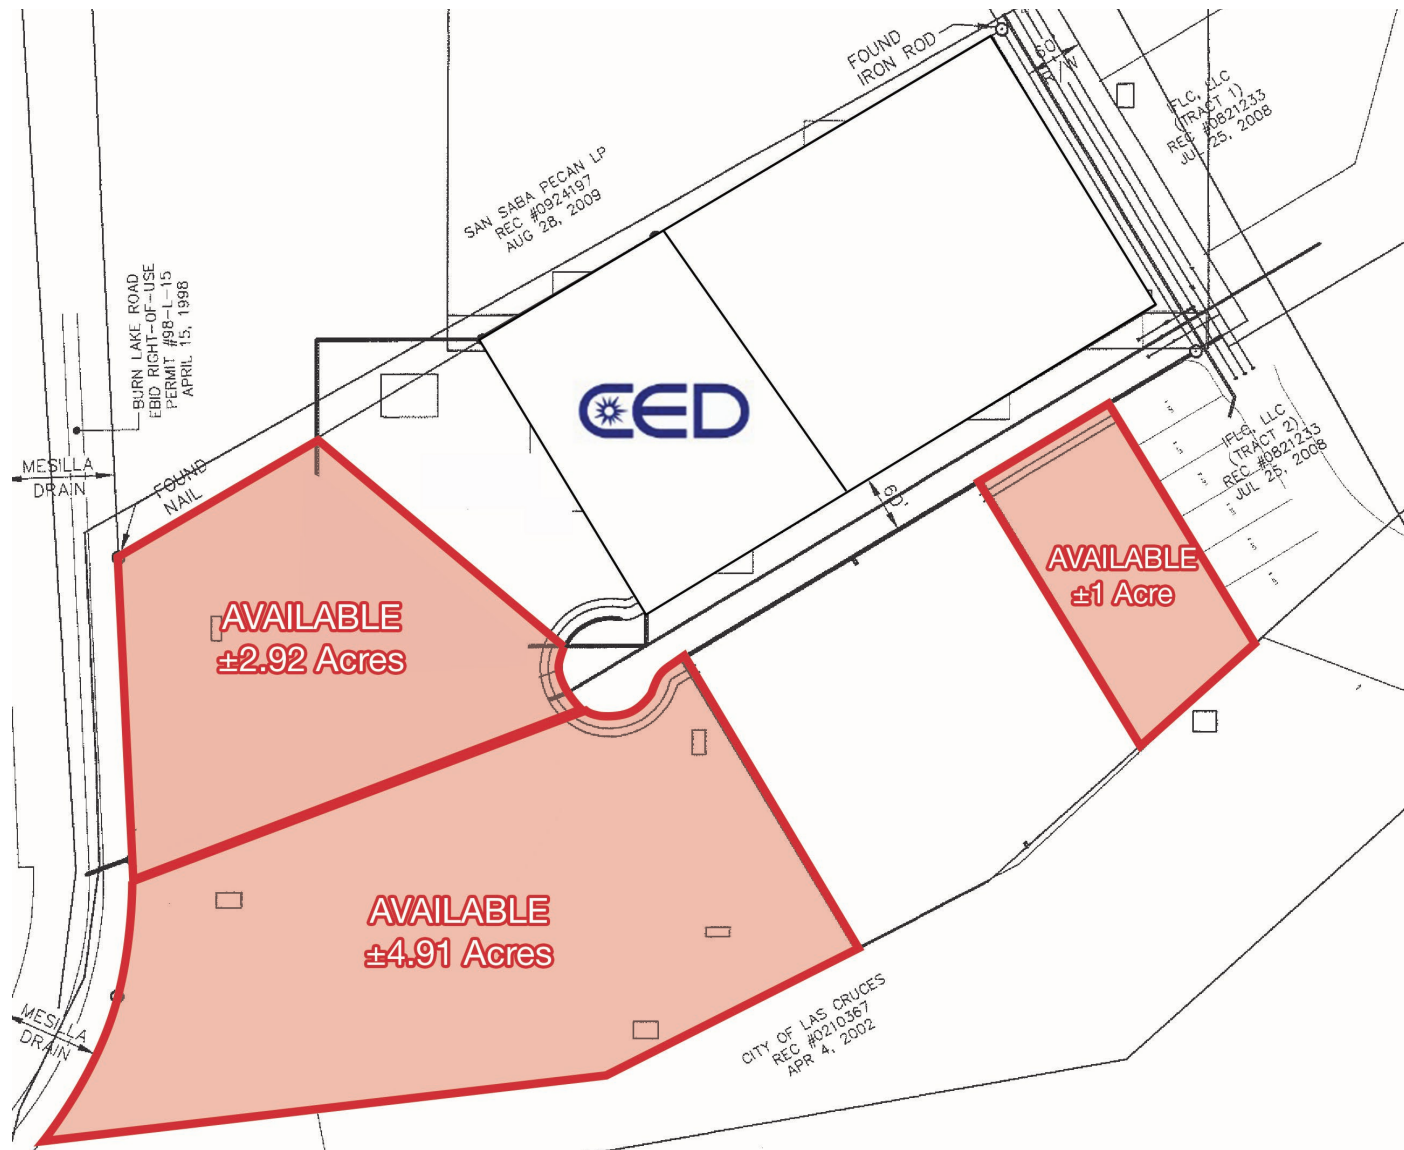 FOUND
IRON ROD
50'
R/W
IFLC, LLC
(TRACT 1)
REC #0821233
JUL 25, 2008
SAN SABA PECAN LP
REC #0924197
AUG 28, 2009
BURN LAKE ROAD
EBID RIGHT-OF-USE
PERMIT #98-L-15
APRIL 15, 1998
CED
MESILLA
DRAIN
FOUND
NAIL
60'
IFLC, LLC
(TRACT 2)
REC #0821233
JUL 25, 2008
AVAILABLE
±1 Acre
AVAILABLE
±2.92 Acres
AVAILABLE
±4.91 Acres
MESILLA
DRAIN
CITY OF LAS CRUCES
REC #0210367
APR 4, 2002